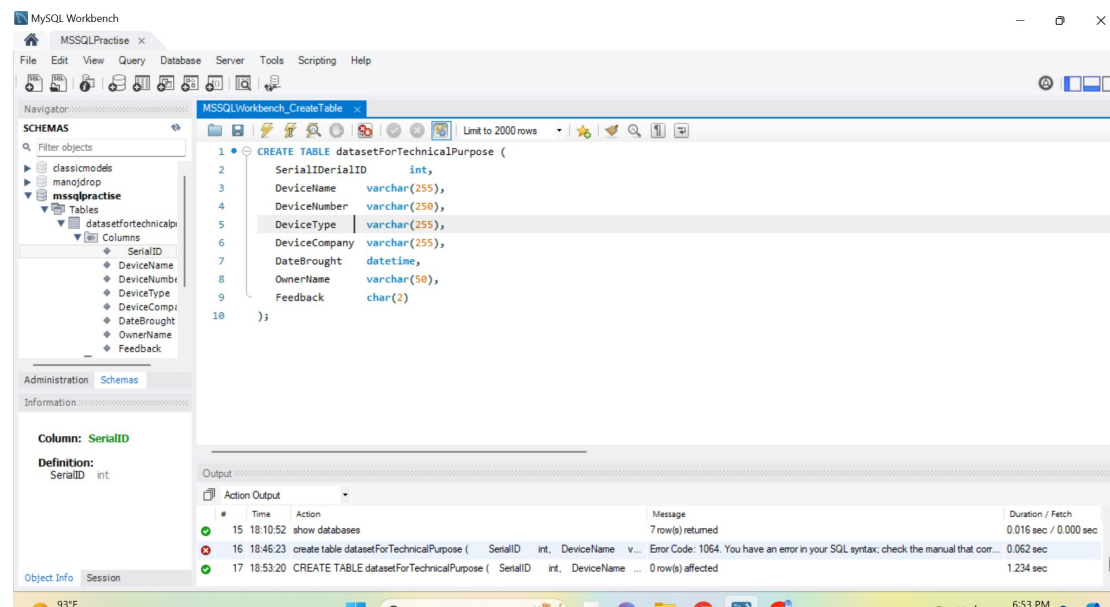 MySQL Workbench
MSSQLPractise ×
File Edit View Query Database Server Tools Scripting Help
Navigator
SCHEMAS
Filter objects
classicmodels
manojdrop
mssqlpractise
Tables
datasetfortechnicalp
Columns
SerialID
DeviceName
DeviceNumbe
DeviceType
DeviceCompa
DateBrought
OwnerName
Feedback
Administration Schemas
Information
Column: SerialID
Definition:
SerialID int
Object Info Session
MSSQLWorkbench_CreateTable ×
Limit to 2000 rows
1 CREATE TABLE datasetForTechnicalPurpose (
2 SerialIDerialID int,
3 DeviceName varchar(255),
4 DeviceNumber varchar(250),
5 DeviceType varchar(255),
6 DeviceCompany varchar(255),
7 DateBrought datetime,
8 OwnerName varchar(50),
9 Feedback char(2)
10 );
Output
Action Output
# Time Action Message Duration / Fetch
15 18:10:52 show databases 7 row(s) returned 0.016 sec / 0.000 sec
16 18:46:23 create table datasetForTechnicalPurpose ( SerialID int, DeviceName v... Error Code: 1064. You have an error in your SQL syntax; check the manual that corr... 0.062 sec
17 18:53:20 CREATE TABLE datasetForTechnicalPurpose ( SerialID int, DeviceName ... 0 row(s) affected 1.234 sec
93°F
6:53 PM